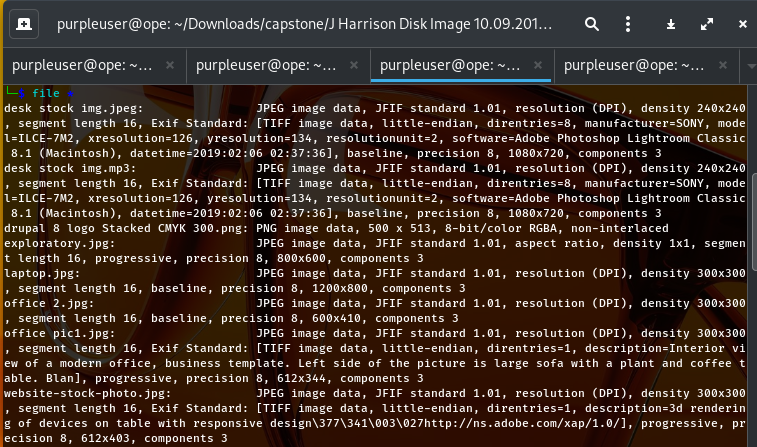 purpleuser@ope: ~/Downloads/capstone/J Harrison Disk Image 10.09.201...
purpleuser@ope: ~... × purpleuser@ope: ~... × purpleuser@ope: ~... × purpleuser@ope: ~... ×
└─$ file *
desk stock img.jpeg:                JPEG image data, JFIF standard 1.01, resolution (DPI), density 240x240
, segment length 16, Exif Standard: [TIFF image data, little-endian, direntries=8, manufacturer=SONY, mode
l=ILCE-7M2, xresolution=126, yresolution=134, resolutionunit=2, software=Adobe Photoshop Lightroom Classic
 8.1 (Macintosh), datetime=2019:02:06 02:37:36], baseline, precision 8, 1080x720, components 3
desk stock img.mp3:                 JPEG image data, JFIF standard 1.01, resolution (DPI), density 240x240
, segment length 16, Exif Standard: [TIFF image data, little-endian, direntries=8, manufacturer=SONY, mode
l=ILCE-7M2, xresolution=126, yresolution=134, resolutionunit=2, software=Adobe Photoshop Lightroom Classic
 8.1 (Macintosh), datetime=2019:02:06 02:37:36], baseline, precision 8, 1080x720, components 3
drupal 8 logo Stacked CMYK 300.png: PNG image data, 500 x 513, 8-bit/color RGBA, non-interlaced
exploratory.jpg:                    JPEG image data, JFIF standard 1.01, aspect ratio, density 1x1, segmen
t length 16, progressive, precision 8, 800x600, components 3
laptop.jpg:                         JPEG image data, JFIF standard 1.01, resolution (DPI), density 300x300
, segment length 16, baseline, precision 8, 1200x800, components 3
office 2.jpg:                       JPEG image data, JFIF standard 1.01, resolution (DPI), density 300x300
, segment length 16, baseline, precision 8, 600x410, components 3
office pic1.jpg:                    JPEG image data, JFIF standard 1.01, resolution (DPI), density 300x300
, segment length 16, Exif Standard: [TIFF image data, little-endian, direntries=1, description=Interior vi
ew of a modern office, business template. Left side of the picture is large sofa with a plant and coffee t
able. Blan], progressive, precision 8, 612x344, components 3
website-stock-photo.jpg:            JPEG image data, JFIF standard 1.01, resolution (DPI), density 300x300
, segment length 16, Exif Standard: [TIFF image data, little-endian, direntries=1, description=3d renderin
g of devices on table with responsive design\377\341\003\027http://ns.adobe.com/xap/1.0/], progressive, pr
ecision 8, 612x403, components 3